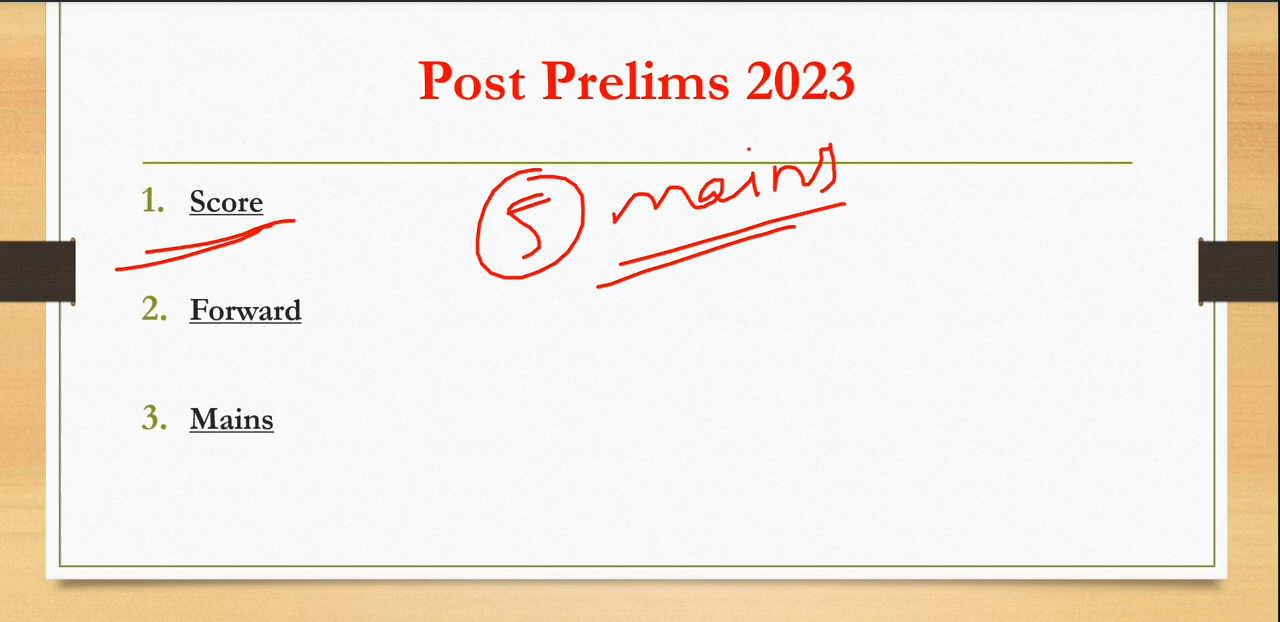 Post Prelims 2023
1. Score
5 mains
2. Forward
3. Mains